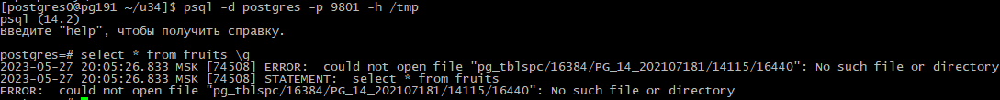 [postgres0@pg191 ~/u34]$ psql -d postgres -p 9801 -h /tmp
psql (14.2)
Введите "help", чтобы получить справку.
postgres=# select * from fruits \g
2023-05-27 20:05:26.833 MSK [74508] ERROR:  could not open file "pg_tblspc/16384/PG_14_202107181/14115/16440": No such file or directory
2023-05-27 20:05:26.833 MSK [74508] STATEMENT:  select * from fruits
ERROR:  could not open file "pg_tblspc/16384/PG_14_202107181/14115/16440": No such file or directory
postgres=#